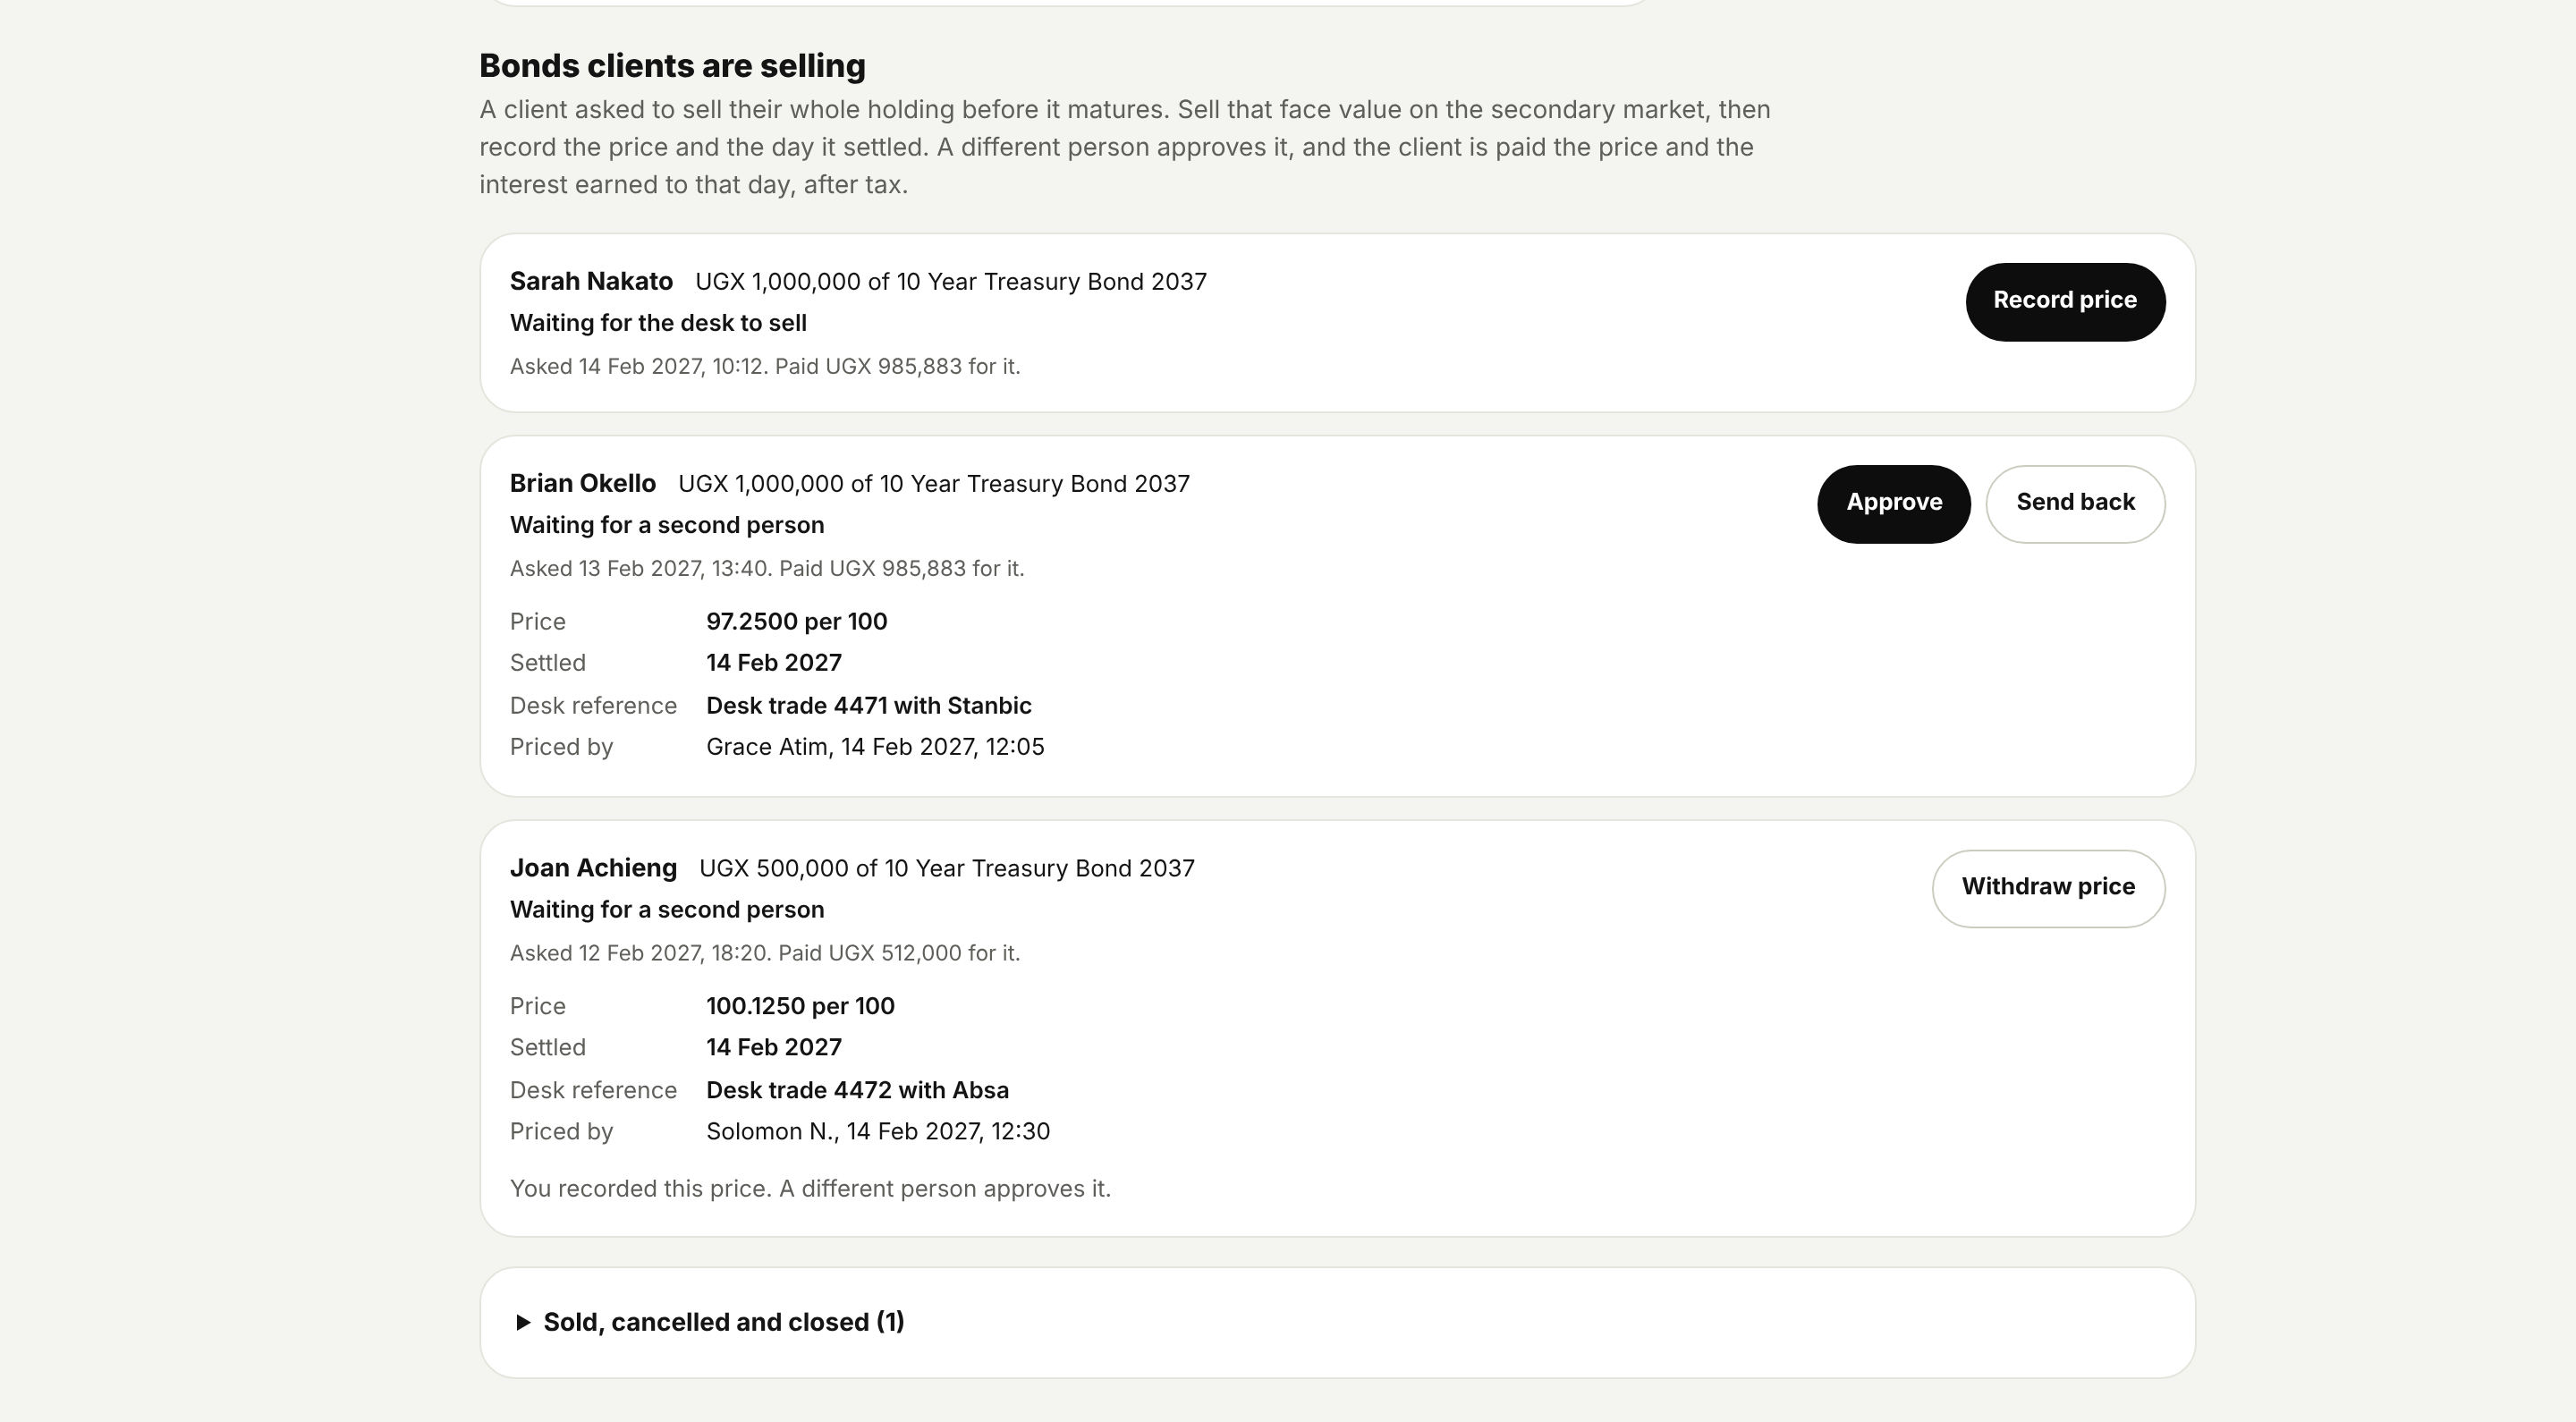 Bonds clients are selling
A client asked to sell their whole holding before it matures. Sell that face value on the secondary market, then
record the price and the day it settled. A different person approves it, and the client is paid the price and the
interest earned to that day, after tax.
Sarah Nakato UGX 1,000,000 of 10 Year Treasury Bond 2037
Record price
Waiting for the desk to sell
Asked 14 Feb 2027, 10:12. Paid UGX 985,883 for it.
Brian Okello UGX 1,000,000 of 10 Year Treasury Bond 2037
Approve Send back
Waiting for a second person
Asked 13 Feb 2027, 13:40. Paid UGX 985,883 for it.
Price 97.2500 per 100
Settled 14 Feb 2027
Desk reference Desk trade 4471 with Stanbic
Priced by Grace Atim, 14 Feb 2027, 12:05
Joan Achieng UGX 500,000 of 10 Year Treasury Bond 2037
Withdraw price
Waiting for a second person
Asked 12 Feb 2027, 18:20. Paid UGX 512,000 for it.
Price 100.1250 per 100
Settled 14 Feb 2027
Desk reference Desk trade 4472 with Absa
Priced by Solomon N., 14 Feb 2027, 12:30
You recorded this price. A different person approves it.
Sold, cancelled and closed (1)